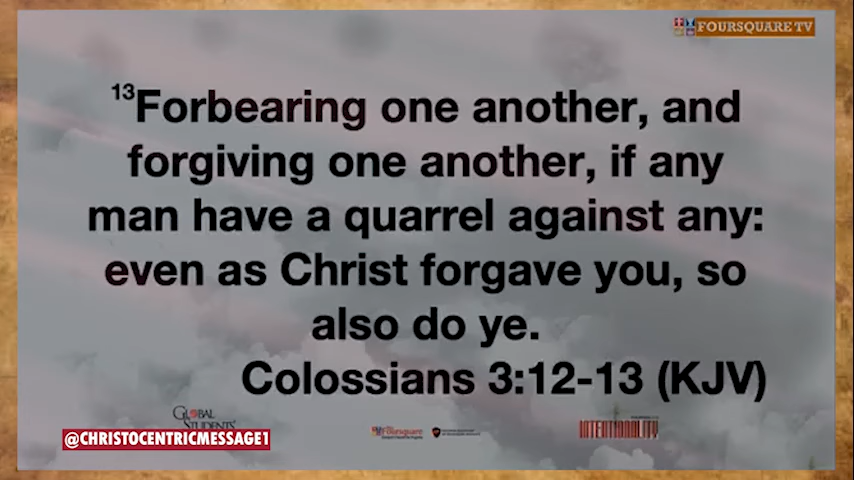 FOURSQUARE TV
13Forbearing one another, and
forgiving one another, if any
man have a quarrel against any:
even as Christ forgave you, so
also do ye.
Colossians 3:12-13 (KJV)
GLOBAL
STUDENTS'
@CHRISTOCENTRICMESSAGE1
Foursquare
INTENTIONALITY